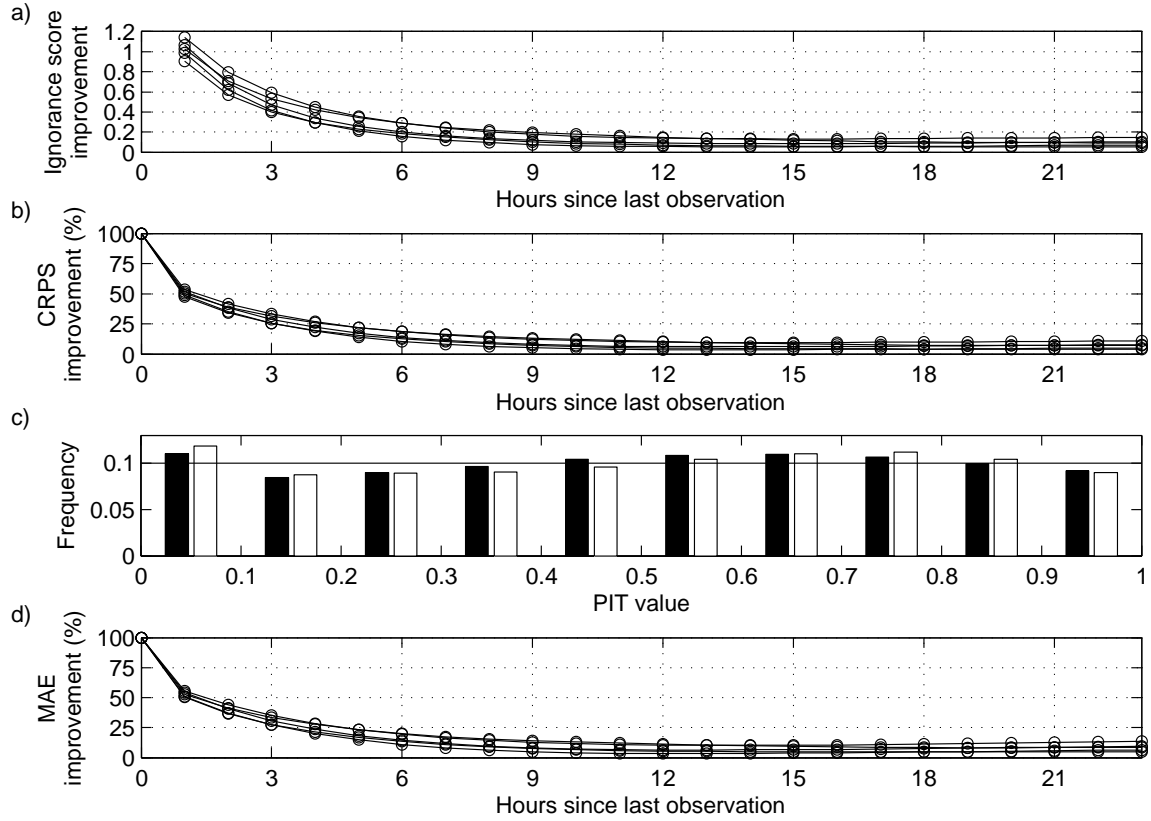 a)
Ignorance score
improvement
1.2
1
0.8
0.6
0.4
0.2
0
0 3 6 9 12 15 18 21
Hours since last observation
b)
CRPS
improvement (%)
100
75
50
25
0
0 3 6 9 12 15 18 21
Hours since last observation
c)
Frequency
0.1
0.05
0
0 0.1 0.2 0.3 0.4 0.5 0.6 0.7 0.8 0.9 1
PIT value
d)
MAE
improvement (%)
100
75
50
25
0
0 3 6 9 12 15 18 21
Hours since last observation